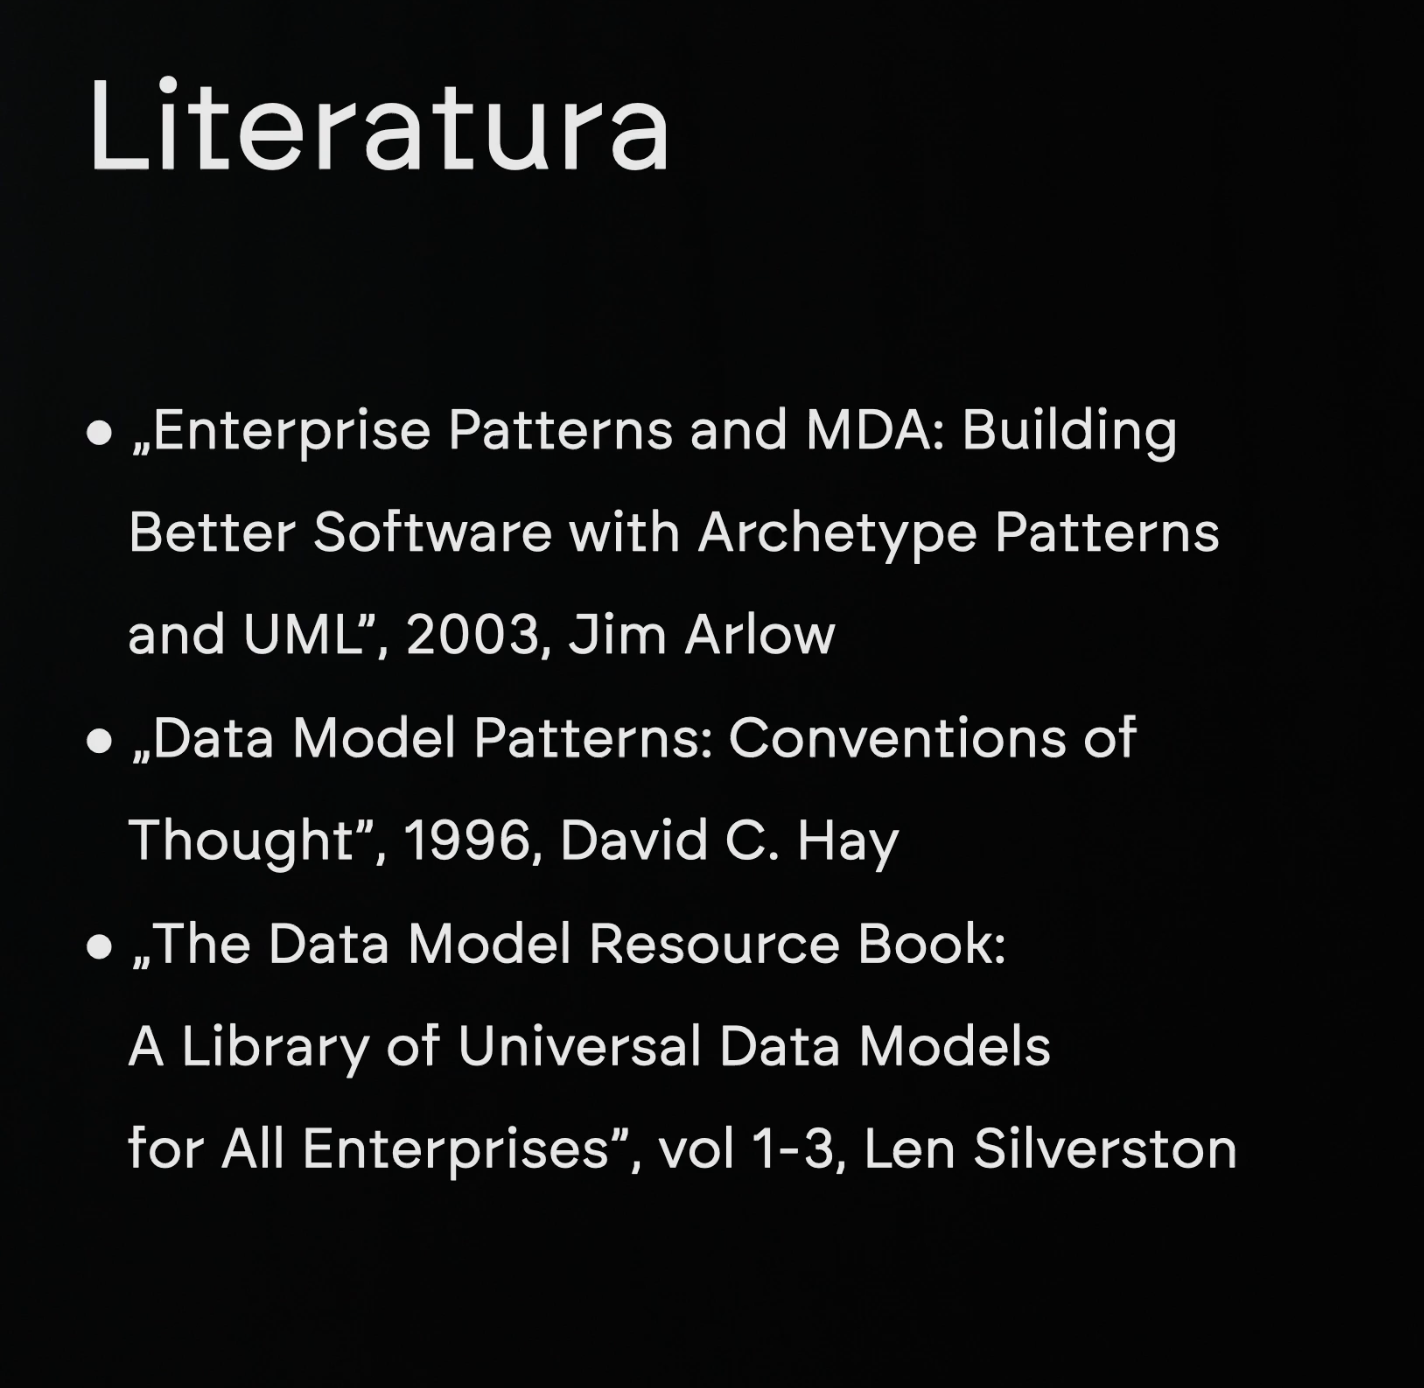 Literatura
• „Enterprise Patterns and MDA: Building
Better Software with Archetype Patterns
and UML”, 2003, Jim Arlow
• „Data Model Patterns: Conventions of
Thought”, 1996, David C. Hay
• „The Data Model Resource Book:
A Library of Universal Data Models
for All Enterprises”, vol 1-3, Len Silverston